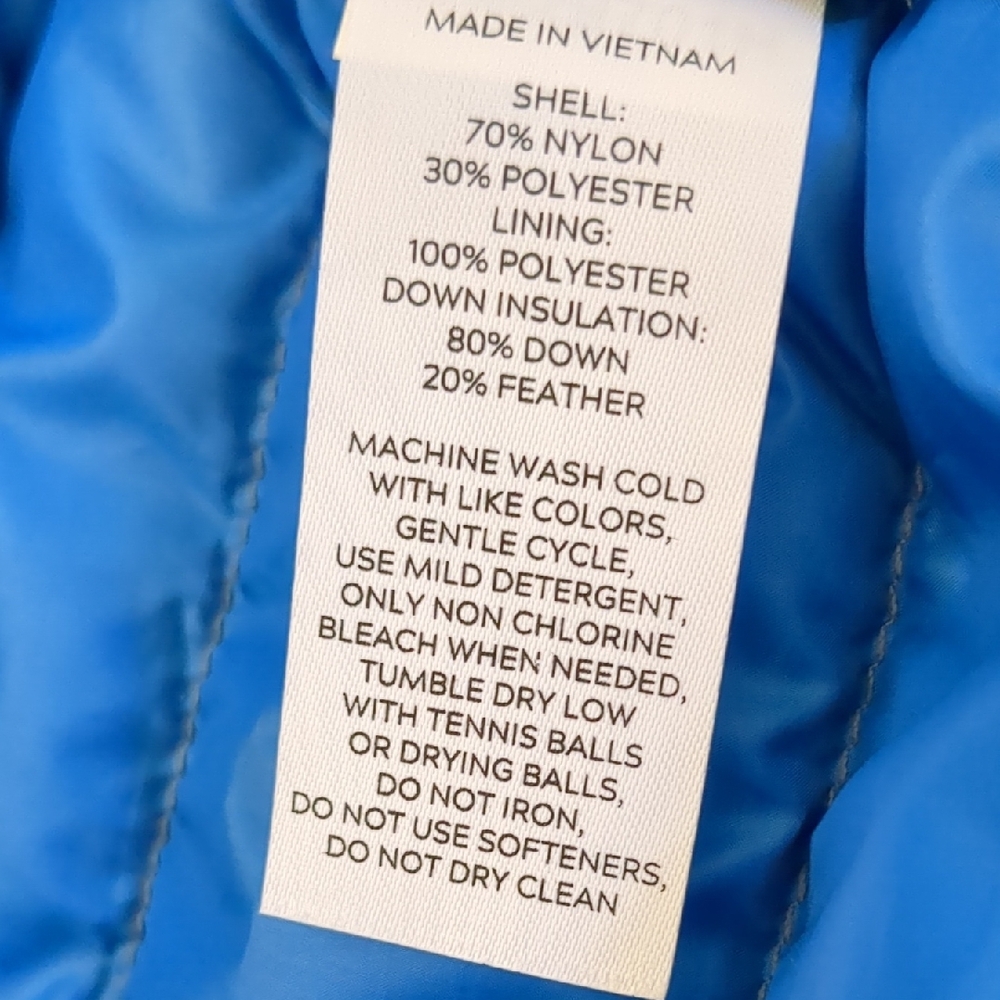 MADE IN VIETNAM
SHELL:
70% NYLON
30% POLYESTER
LINING:
100% POLYESTER
DOWN INSULATION:
80% DOWN
20% FEATHER
MACHINE WASH COLD
WITH LIKE COLORS,
GENTLE CYCLE,
USE MILD DETERGENT,
ONLY NON CHLORINE
BLEACH WHEN NEEDED,
TUMBLE DRY LOW
WITH TENNIS BALLS
OR DRYING BALLS,
DO NOT IRON,
DO NOT USE SOFTENERS,
DO NOT DRY CLEAN